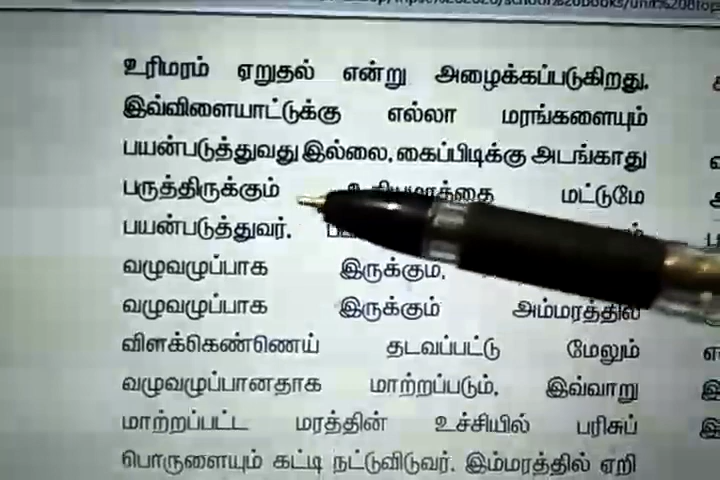 உரிமரம் ஏறுதல் என்று அழைக்கப்படுகிறது.
இவ்விளையாட்டுக்கு எல்லா மரங்களையும்
பயன்படுத்துவது இல்லை, கைப்பிடிக்கு அடங்காது
பருத்திருக்கும் மட்டுமே
பயன்படுத்துவர்.
வழுவழுப்பாக இருக்கும்.
வழுவழுப்பாக இருக்கும் அம்மரத்தில்
விளக்கெண்ணெய் தடவப்பட்டு மேலும்
வழுவழுப்பானதாக மாற்றப்படும். இவ்வாறு
மாற்றப்பட்ட மரத்தின் உச்சியில் பரிசுப்
பொருளையும் கட்டி நட்டுவிடுவர். இம்மரத்தில் ஏறி